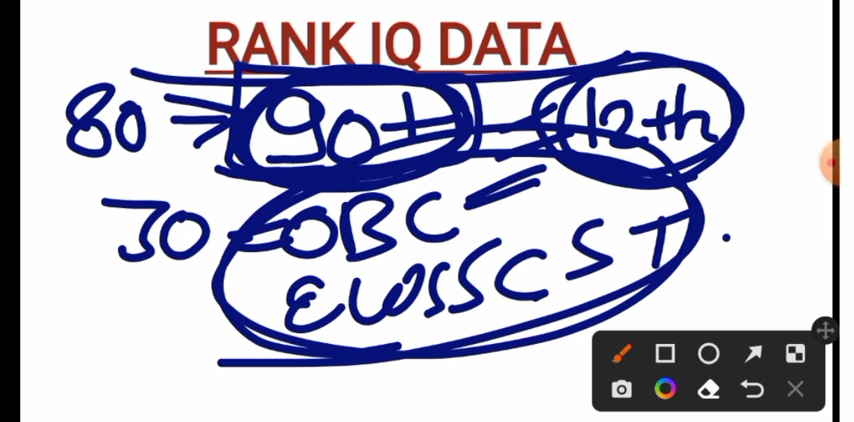 RANK IQ DATA
80 ⇒ 90+ 12th
30 OBC
EWS SC ST